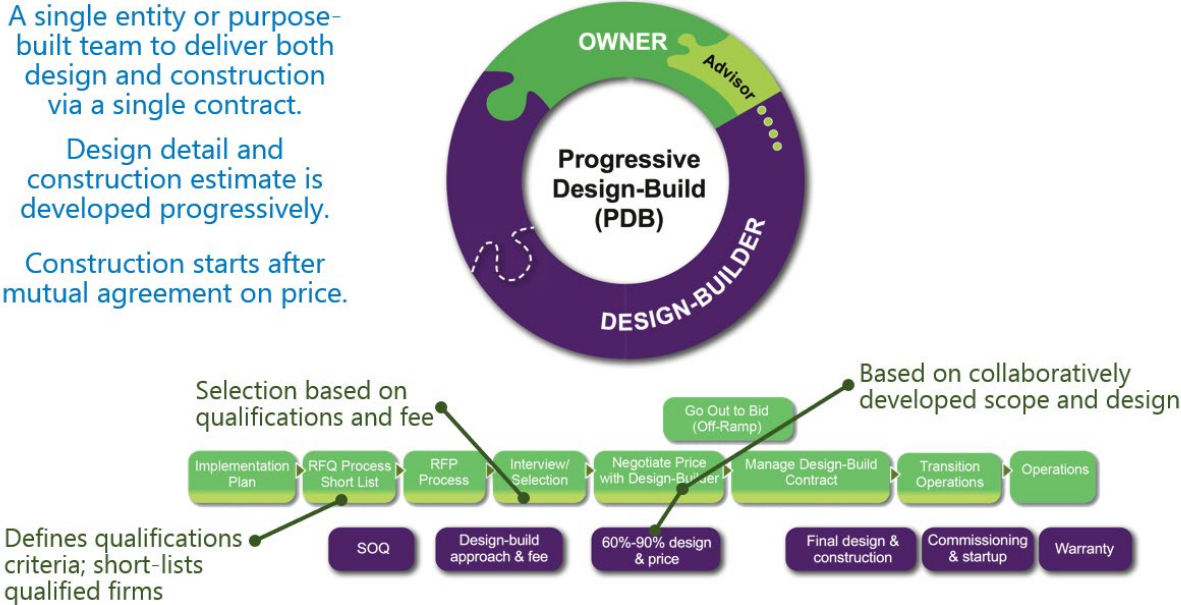 A single entity or purpose-
built team to deliver both
design and construction
via a single contract.
Design detail and
construction estimate is
developed progressively.
Construction starts after
mutual agreement on price.
OWNER
Advisor
Progressive
Design-Build
(PDB)
DESIGN-BUILDER
Selection based on
qualifications and fee
Based on collaboratively
developed scope and design
Go Out to Bid
(Off-Ramp)
Implementation
Plan
RFQ Process
Short List
RFP
Process
Interview/
Selection
Negotiate Price
with Design-Builder
Manage Design-Build
Contract
Transition
Operations
Operations
Defines qualifications
criteria; short-lists
qualified firms
SOQ
Design-build
approach & fee
60%-90% design
& price
Final design &
construction
Commissioning
& startup
Warranty